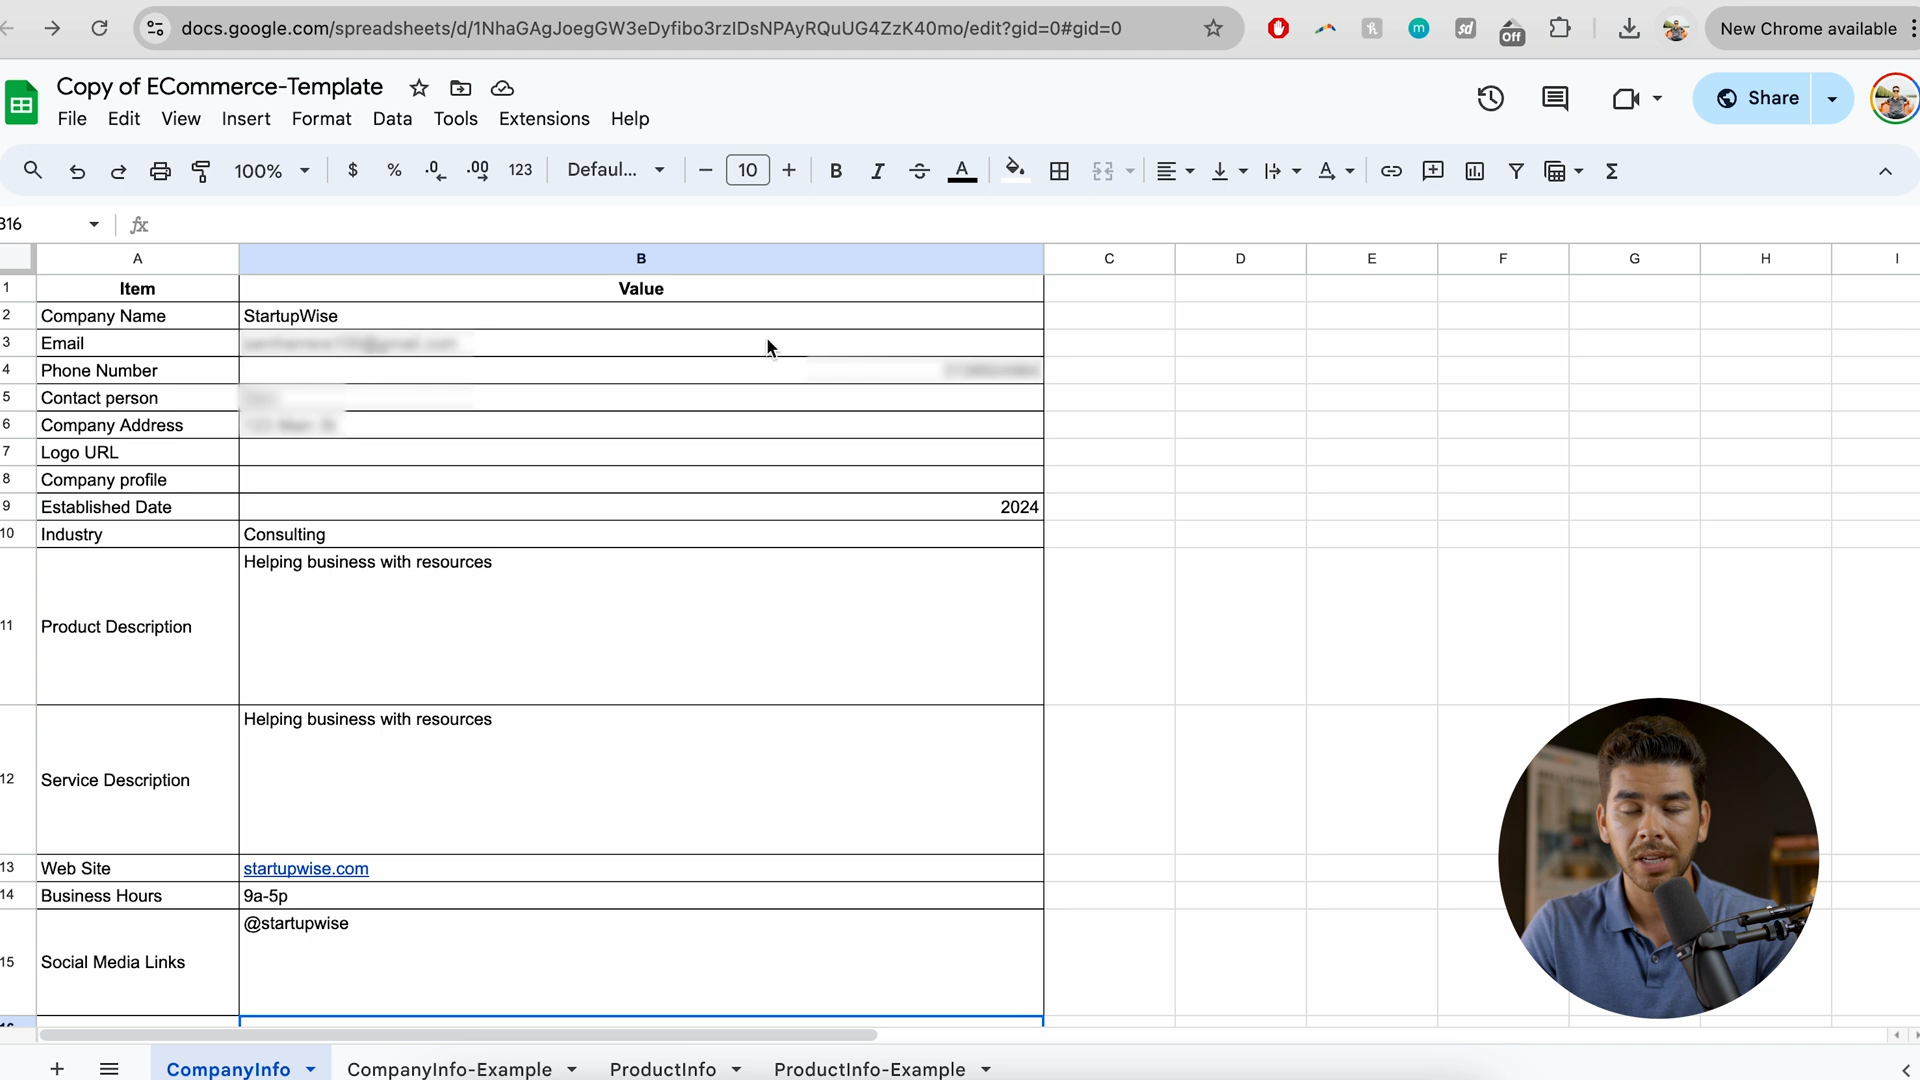 docs.google.com/spreadsheets/d/1NhaGAgJoegGW3eDyfibo3rzIDsNPAyRQuUG4ZzK40mo/edit?gid=0#gid=0
Off
New Chrome available
Copy of ECommerce-Template
File Edit View Insert Format Data Tools Extensions Help
Share
100% $ % .0 .00 123 Defaul... 10 B I A
fx
A B C D E F G H I
1 Item Value
2 Company Name StartupWise
3 Email
4 Phone Number
5 Contact person
6 Company Address
7 Logo URL
8 Company profile
9 Established Date 2024
10 Industry Consulting
Helping business with resources
11 Product Description
Helping business with resources
12 Service Description
13 Web Site startupwise.com
14 Business Hours 9a-5p
@startupwise
15 Social Media Links
CompanyInfo CompanyInfo-Example ProductInfo ProductInfo-Example